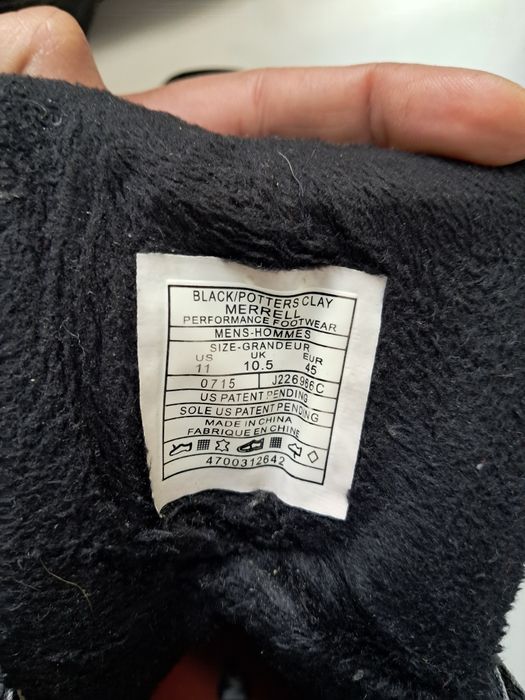 BLACK/POTTERS CLAY
MERRELL
PERFORMANCE FOOTWEAR
MENS-HOMMES
SIZE-GRANDEUR
US UK EUR
11 10.5 45
0715 J226986C
US PATENT PENDING
SOLE US PATENT PENDING
MADE IN CHINA
FABRIQUE EN CHINE
4700312642